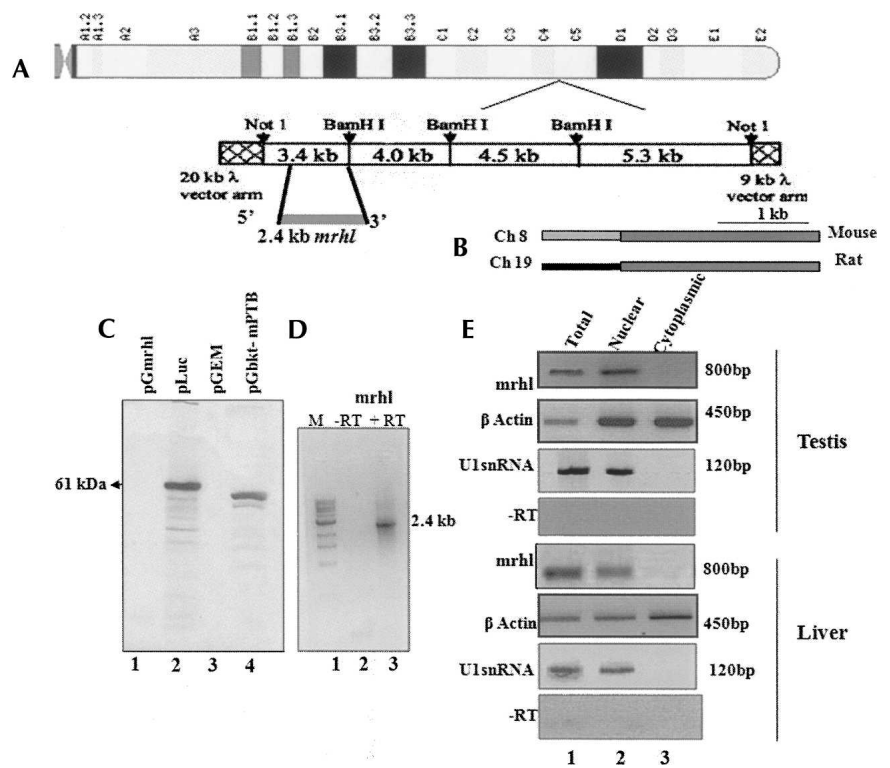 A1.2
A1.3
A2
A3
B1.1
B1.2
B1.3
B2
B3.1
B3.2
B3.3
C1
C2
C3
C4
C5
D1
D2
D3
E1
E2
A
Not 1 BamH I BamH I BamH I Not 1
3.4 kb 4.0 kb 4.5 kb 5.3 kb
20 kb λ
vector arm
9 kb λ
vector arm
5’ 3’
2.4 kb mrhl
1 kb
B
Ch 8 Mouse
Ch 19 Rat
C
pGmrhl
pLuc
pGEM
pGbkt- mPTB
61 kDa
1 2 3 4
D
mrhl
M -RT + RT
2.4 kb
1 2 3
E
Total
Nuclear
Cytoplasmic
mrhl 800bp
β Actin 450bp
U1snRNA 120bp
-RT
Testis
mrhl 800bp
β Actin 450bp
U1snRNA 120bp
-RT
Liver
1 2 3